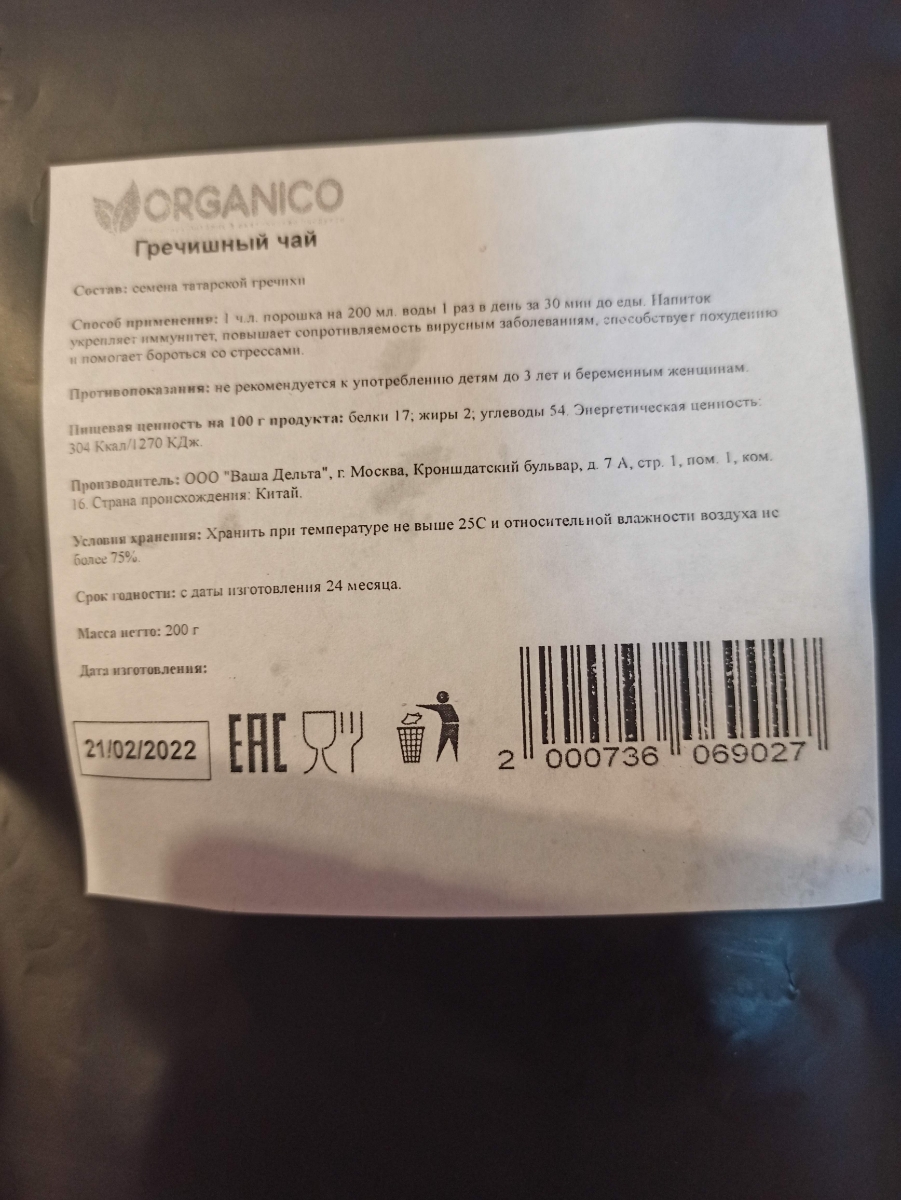 ORGANICO
Гречишный чай
Состав: семена татарской гречихи
Способ применения: 1 ч.л. порошка на 200 мл. воды 1 раз в день за 30 мин до еды. Напиток
укрепляет иммунитет, повышает сопротивляемость вирусным заболеваниям, способствует похудению
и помогает бороться со стрессами.
Противопоказания: не рекомендуется к употреблению детям до 3 лет и беременным женщинам.
Пищевая ценность на 100 г продукта: белки 17; жиры 2; углеводы 54. Энергетическая ценность:
304 Ккал/1270 КДж.
Производитель: ООО "Ваша Дельта", г. Москва, Кронштадтский бульвар, д. 7 А, стр. 1, пом. 1, ком.
16. Страна происхождения: Китай.
Условия хранения: Хранить при температуре не выше 25С и относительной влажности воздуха не
более 75%.
Срок годности: с даты изготовления 24 месяца.
Масса нетто: 200 г
Дата изготовления:
21/02/2022
EAC
2 000736 069027